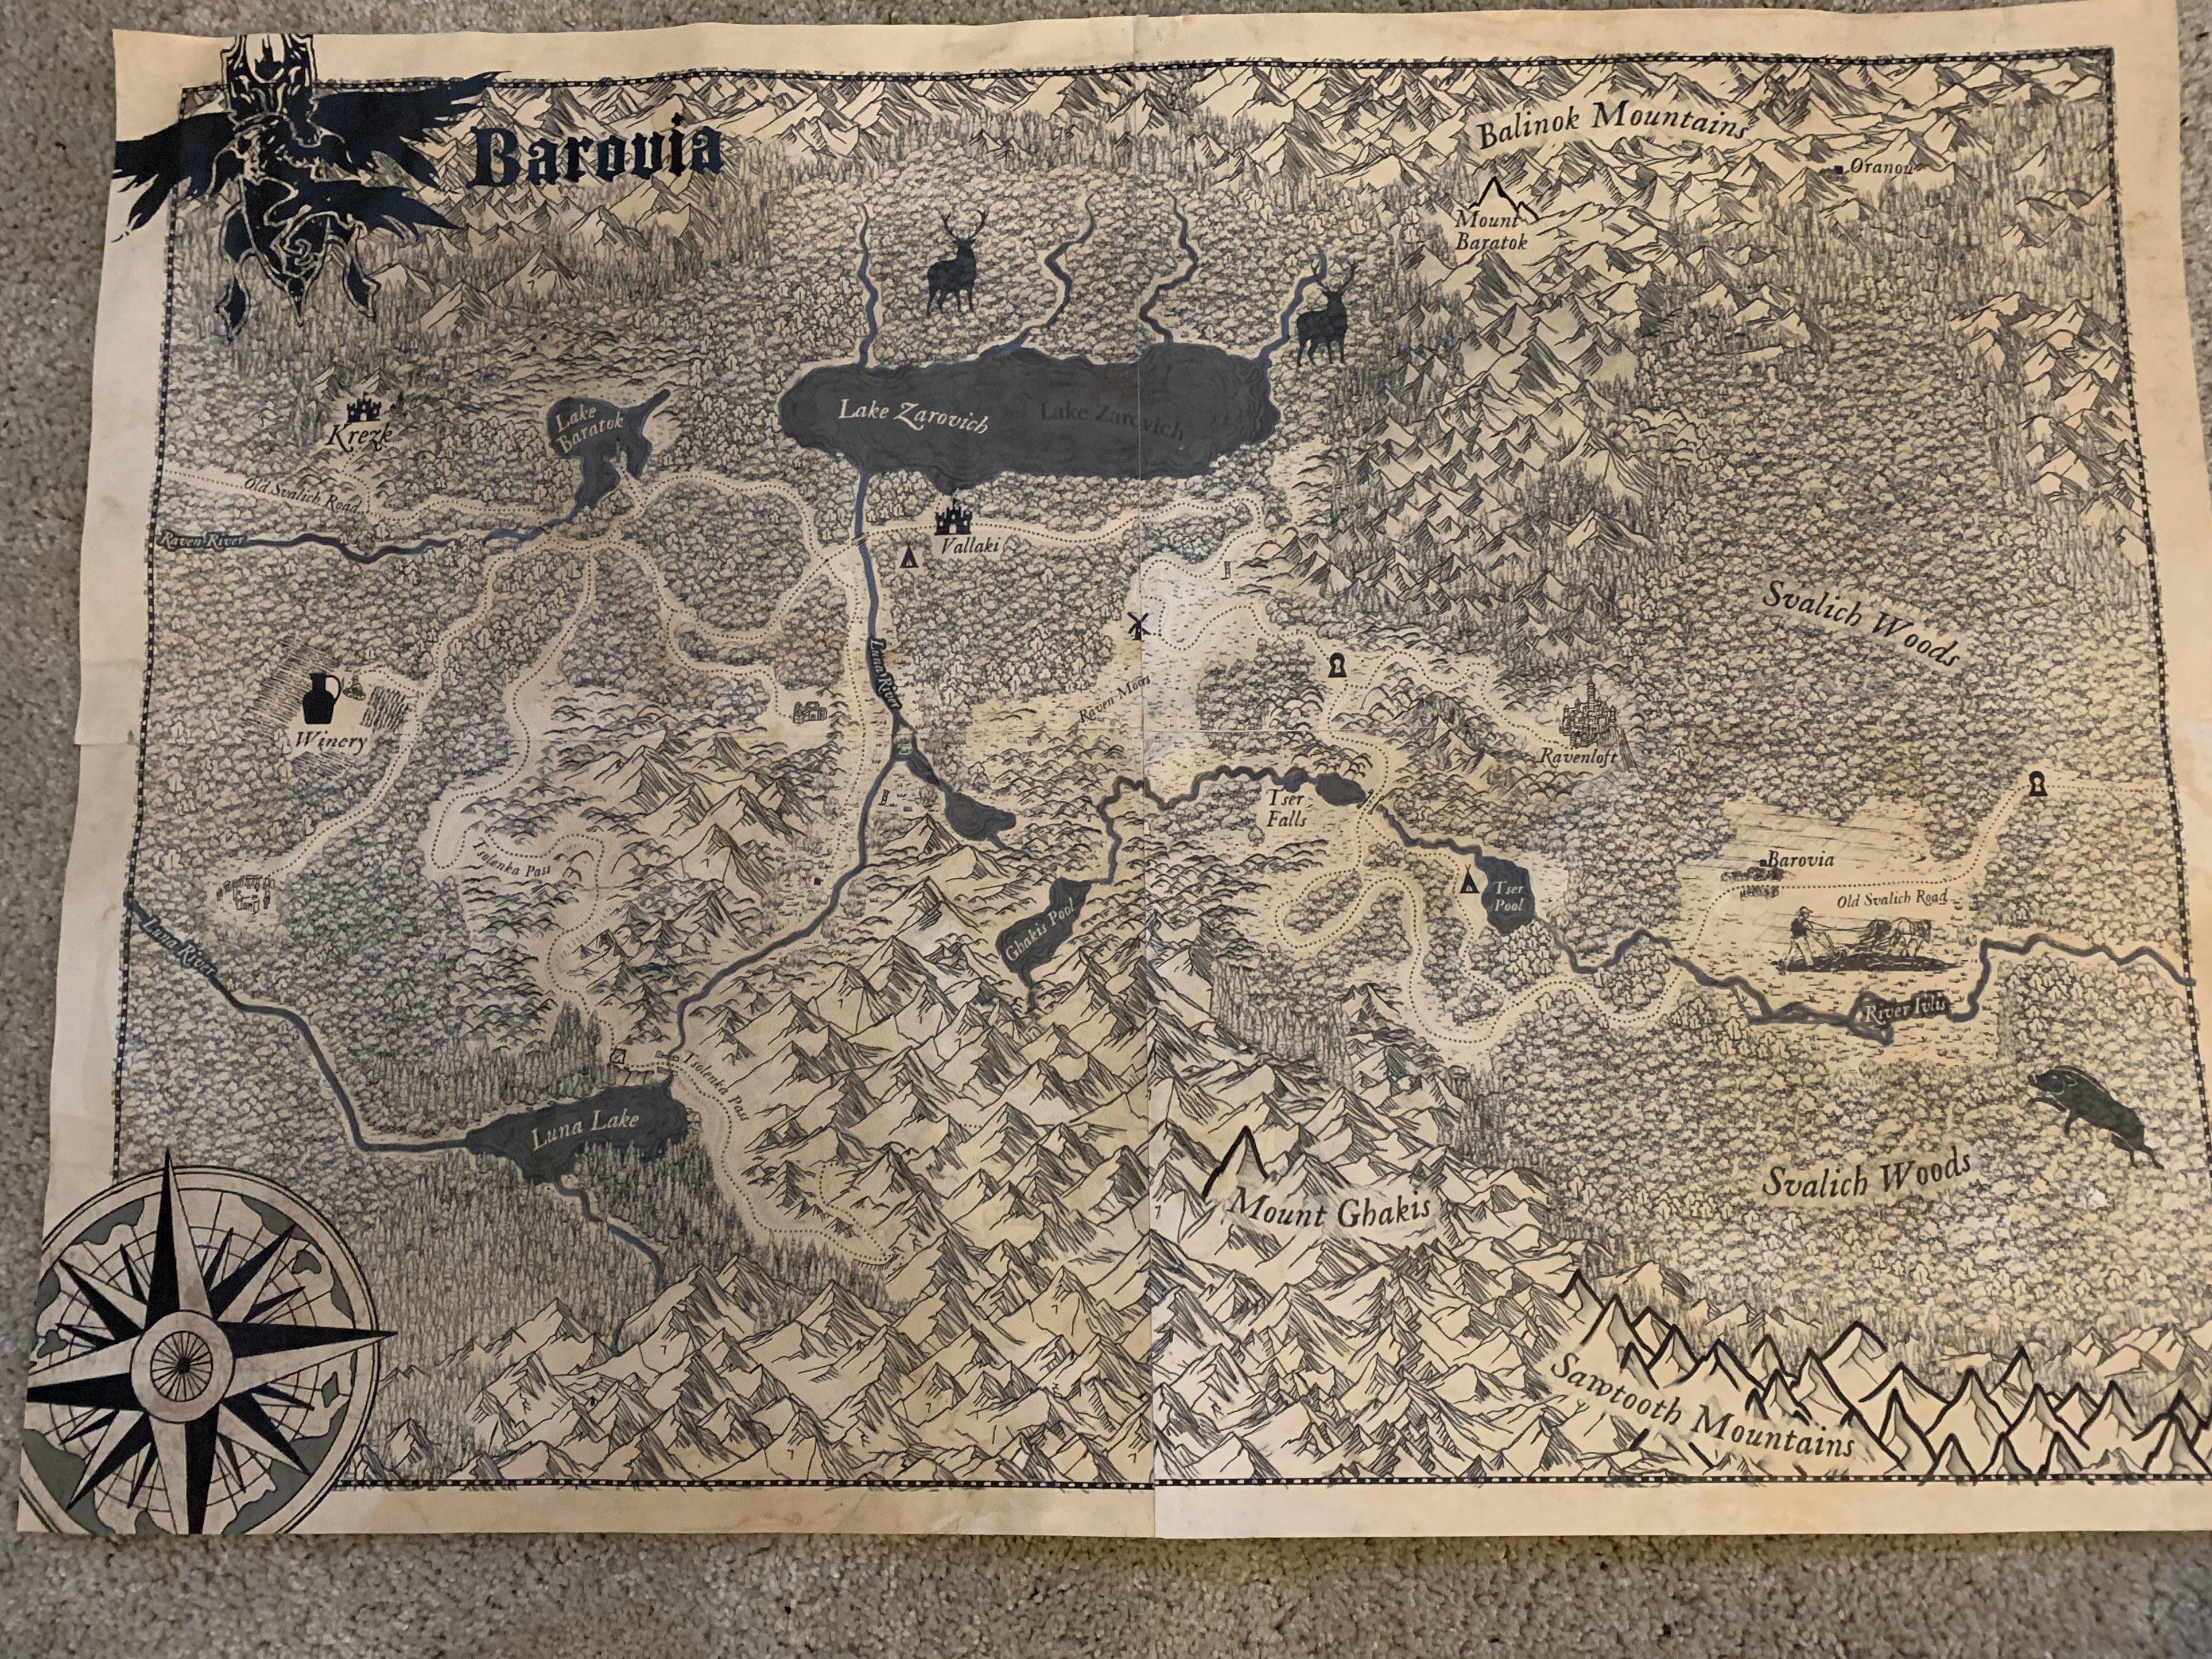 Barovia
Balinok Mountains
Oranou
Mount
Baratok
Krezk
Lake
Baratok
Lake Zarovich
Lake Zarovich
Old Svalich Road
Raven River
Vallaki
Svalich Woods
Luna River
Raven Moors
Winery
Ravenloft
Tser
Falls
Tsolenka Pass
Barovia
Old Svalich Road
Tser
Pool
Ghakis Pool
Luna River
River Ivlis
Tsolenka Pass
Luna Lake
Svalich Woods
Mount Ghakis
Sawtooth Mountains